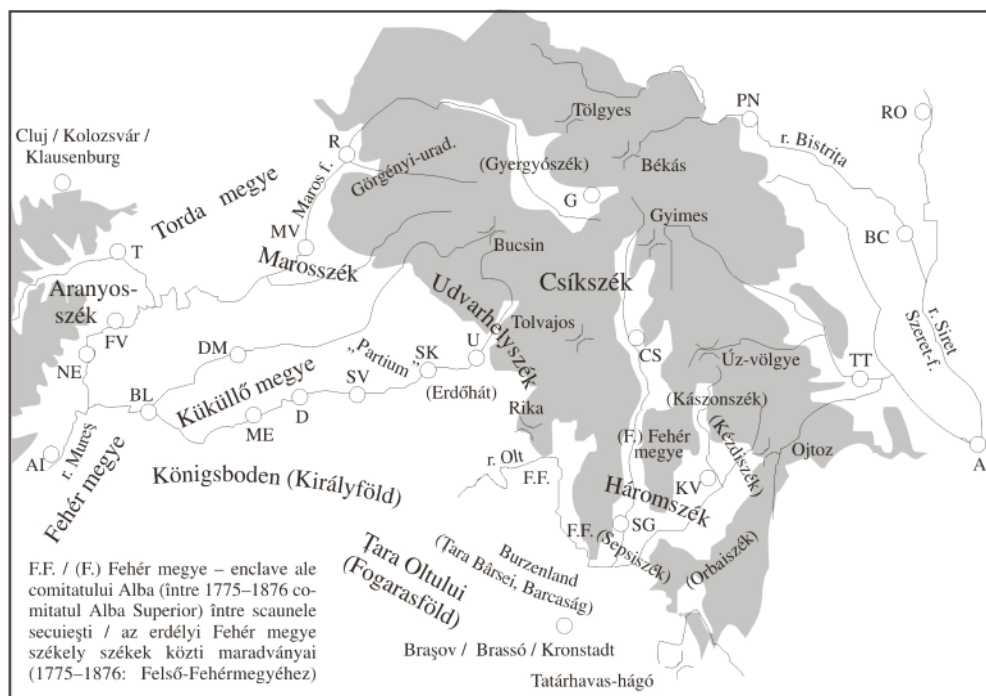 Tölgyes
PN
RO
Cluj / Kolozsvár /
Klausenburg
R
Görgényi-urad.
(Gyergyószék)
Békás
r. Bistrița
Torda megye
Maros f.
G
Gyimes
MV
Marosszék
Bucsin
BC
T
Csíkszék
Aranyos-
szék
Udvarhelyszék
Tolvajos
r. Siret
Szeret-f.
FV
U
CS
Úz-völgye
TT
NE
DM
„Partium”
SK
SV
(Erdőhát)
(Kászonszék)
BL
Küküllő megye
D
ME
Rika
(F.) Fehér
megye
(Kézdiszék)
Ojtoz
A
AI
r. Mureș
Fehér megye
Königsboden (Királyföld)
r. Olt
F.F.
KV
Háromszék
SG
F.F.
(Sepsiszék)
(Orbaiszék)
Țara Oltului
(Fogarasföld)
Burzenland
(Țara Bârsei, Barcaság)
F.F. / (F.) Fehér megye – enclave ale
comitatului Alba (între 1775–1876 co-
mitatul Alba Superior) între scaunele
secuiești / az erdélyi Fehér megye
székely székek közti maradványai
(1775–1876: Felső-Fehérmegyéhez)
Brașov / Brassó / Kronstadt
Tatárhavas-hágó